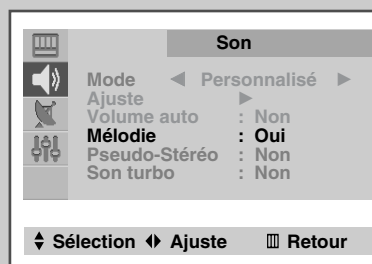 Son
Mode ◀ Personnalisé ▶
Ajuste ▶
Volume auto : Non
Mélodie : Oui
Pseudo-Stéréo : Non
Son turbo : Non
Sélection Ajuste Retour